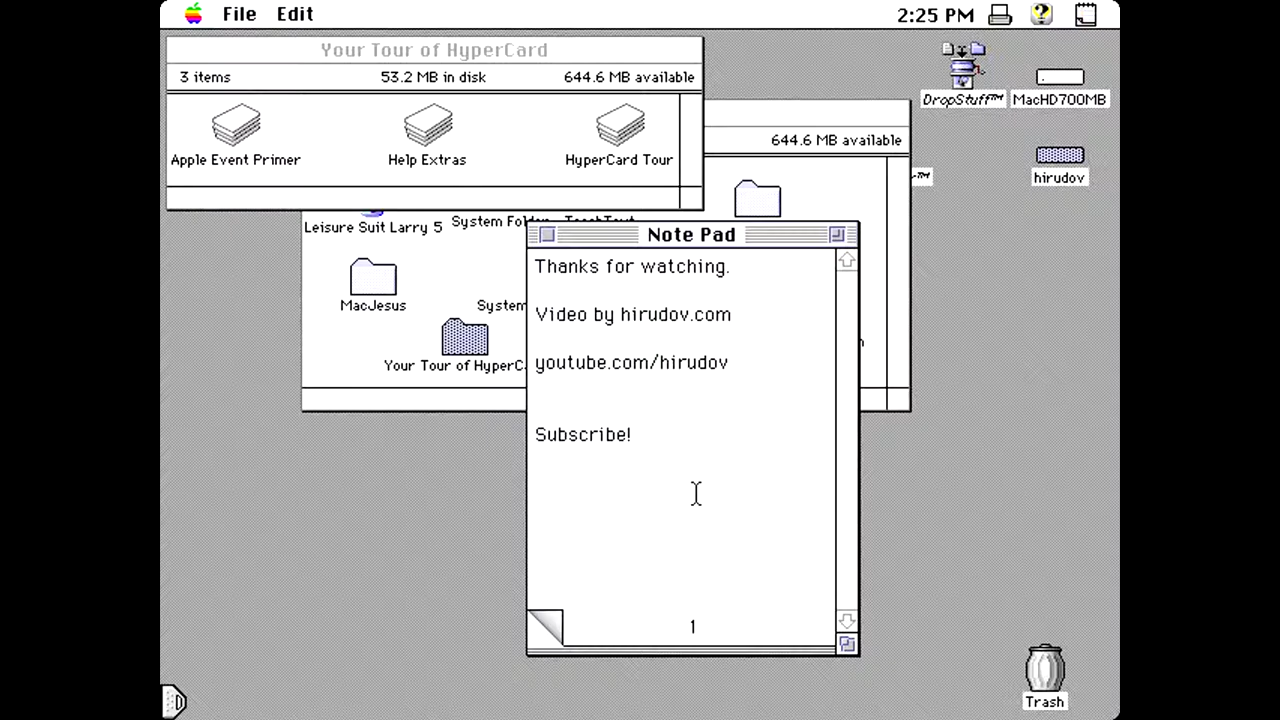 File Edit 2:25 PM
Your Tour of HyperCard
3 items 53.2 MB in disk 644.6 MB available
Apple Event Primer Help Extras HyperCard Tour
DropStuff™ MacHD700MB
644.6 MB available
hirudov
Leisure Suit Larry 5 System
MacJesus System
Your Tour of
Note Pad
Thanks for watching.
Video by hirudov.com
youtube.com/hirudov
Subscribe!
1
Trash